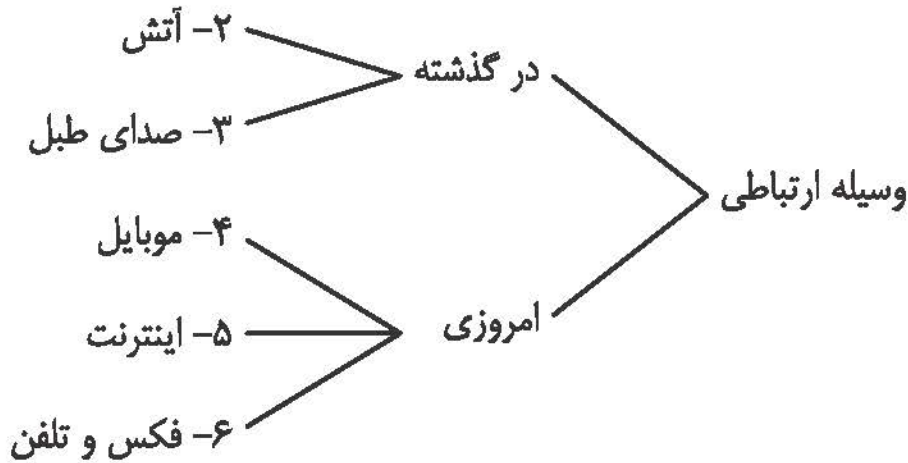 وسیله ارتباطی
در گذشته
۲- آتش
۳- صدای طبل
امروزی
۴- موبایل
۵- اینترنت
۶- فکس و تلفن